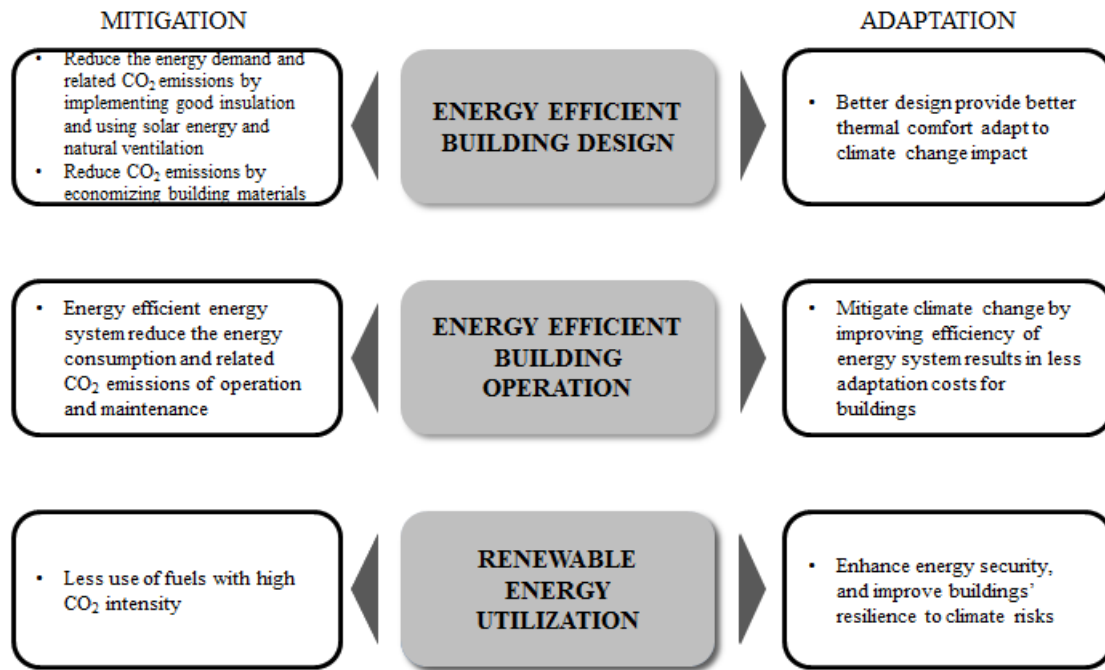 MITIGATION
ADAPTATION
• Reduce the energy demand and
related CO₂ emissions by
implementing good insulation
and using solar energy and
natural ventilation
• Reduce CO₂ emissions by
economizing building materials
ENERGY EFFICIENT
BUILDING DESIGN
• Better design provide better
thermal comfort adapt to
climate change impact
• Energy efficient energy
system reduce the energy
consumption and related
CO₂ emissions of operation
and maintenance
ENERGY EFFICIENT
BUILDING
OPERATION
• Mitigate climate change by
improving efficiency of
energy system results in less
adaptation costs for
buildings
• Less use of fuels with high
CO₂ intensity
RENEWABLE
ENERGY
UTILIZATION
• Enhance energy security,
and improve buildings’
resilience to climate risks